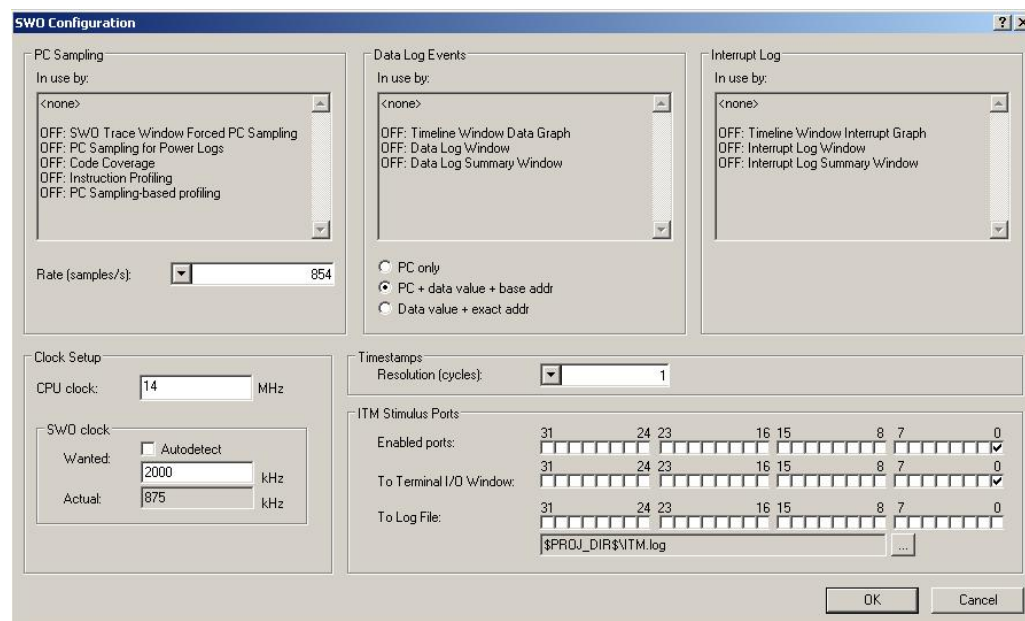 SWO Configuration
PC Sampling
In use by:
<none>
OFF: SWO Trace Window Forced PC Sampling
OFF: PC Sampling for Power Logs
OFF: Code Coverage
OFF: Instruction Profiling
OFF: PC Sampling-based profiling
Rate (samples/s): 854
Data Log Events
In use by:
<none>
OFF: Timeline Window Data Graph
OFF: Data Log Window
OFF: Data Log Summary Window
PC only
PC + data value + base addr
Data value + exact addr
Interrupt Log
In use by:
<none>
OFF: Timeline Window Interrupt Graph
OFF: Interrupt Log Window
OFF: Interrupt Log Summary Window
Clock Setup
CPU clock: 14 MHz
SWO clock
Autodetect
Wanted: 2000 kHz
Actual: 875 kHz
Timestamps
Resolution (cycles): 1
ITM Stimulus Ports
31 24 23 16 15 8 7 0
Enabled ports:
31 24 23 16 15 8 7 0
To Terminal I/O Window:
31 24 23 16 15 8 7 0
To Log File:
$PROJ_DIR$\ITM.log ...
OK Cancel